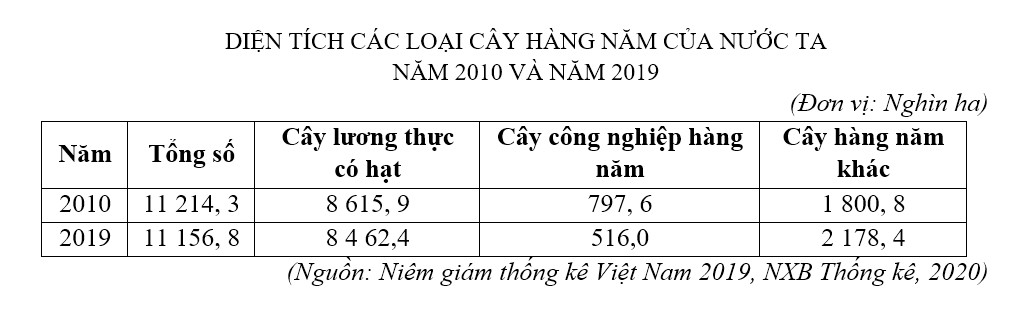 DIỆN TÍCH CÁC LOẠI CÂY HÀNG NĂM CỦA NƯỚC TA
NĂM 2010 VÀ NĂM 2019
(Đơn vị: Nghìn ha)
Năm Tổng số Cây lương thực có hạt Cây công nghiệp hàng năm Cây hàng năm khác
2010 11 214, 3 8 615, 9 797, 6 1 800, 8
2019 11 156, 8 8 4 62,4 516,0 2 178, 4
(Nguồn: Niêm giám thống kê Việt Nam 2019, NXB Thống kê, 2020)